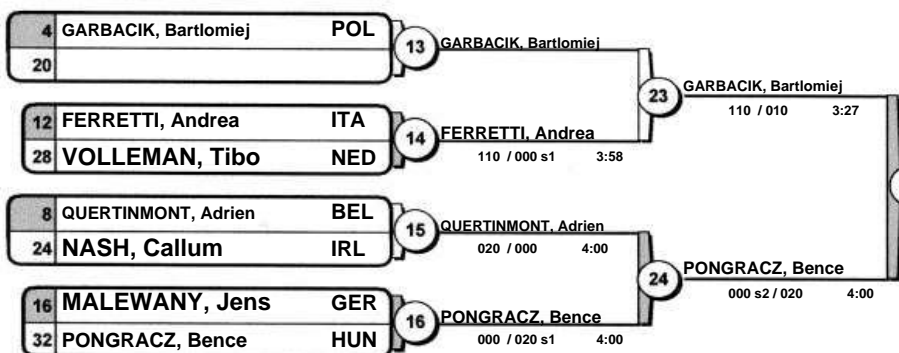 4 GARBACIK, Bartlomiej POL
20
13 GARBACIK, Bartlomiej
12 FERRETTI, Andrea ITA
28 VOLLEMAN, Tibo NED
14 FERRETTI, Andrea
110 / 000 s1 3:58
23 GARBACIK, Bartlomiej
110 / 010 3:27
8 QUERTINMONT, Adrien BEL
24 NASH, Callum IRL
15 QUERTINMONT, Adrien
020 / 000 4:00
16 MALEWANY, Jens GER
32 PONGRACZ, Bence HUN
16 PONGRACZ, Bence
000 / 020 s1 4:00
24 PONGRACZ, Bence
000 s2 / 020 4:00